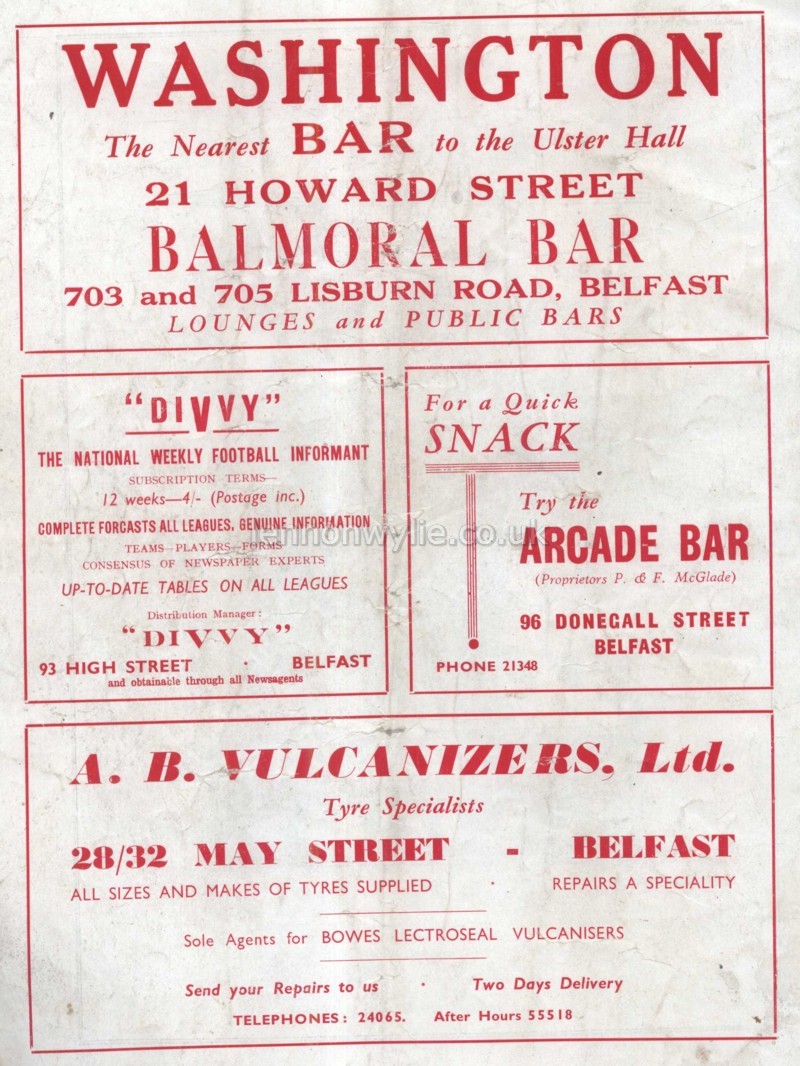 WASHINGTON
The Nearest BAR to the Ulster Hall
21 HOWARD STREET
BALMORAL BAR
703 and 705 LISBURN ROAD, BELFAST
LOUNGES and PUBLIC BARS
"DIVVY"
THE NATIONAL WEEKLY FOOTBALL INFORMANT
SUBSCRIPTION TERMS—
12 weeks—4/- (Postage inc.)
COMPLETE FORCASTS ALL LEAGUES, GENUINE INFORMATION
TEAMS—PLAYERS—FORMS
CONSENSUS OF NEWSPAPER EXPERTS
UP-TO-DATE TABLES ON ALL LEAGUES
Distribution Manager:
"DIVVY"
93 HIGH STREET · BELFAST
and obtainable through all Newsagents
For a Quick
SNACK
Try the
ARCADE BAR
(Proprietors P. & F. McGlade)
96 DONEGALL STREET
BELFAST
PHONE 21348
lennonwylie.co.uk
A. B. VULCANIZERS, Ltd.
Tyre Specialists
28/32 MAY STREET - BELFAST
ALL SIZES AND MAKES OF TYRES SUPPLIED · REPAIRS A SPECIALITY
Sole Agents for BOWES LECTROSEAL VULCANISERS
Send your Repairs to us · Two Days Delivery
TELEPHONES: 24065. After Hours 55518